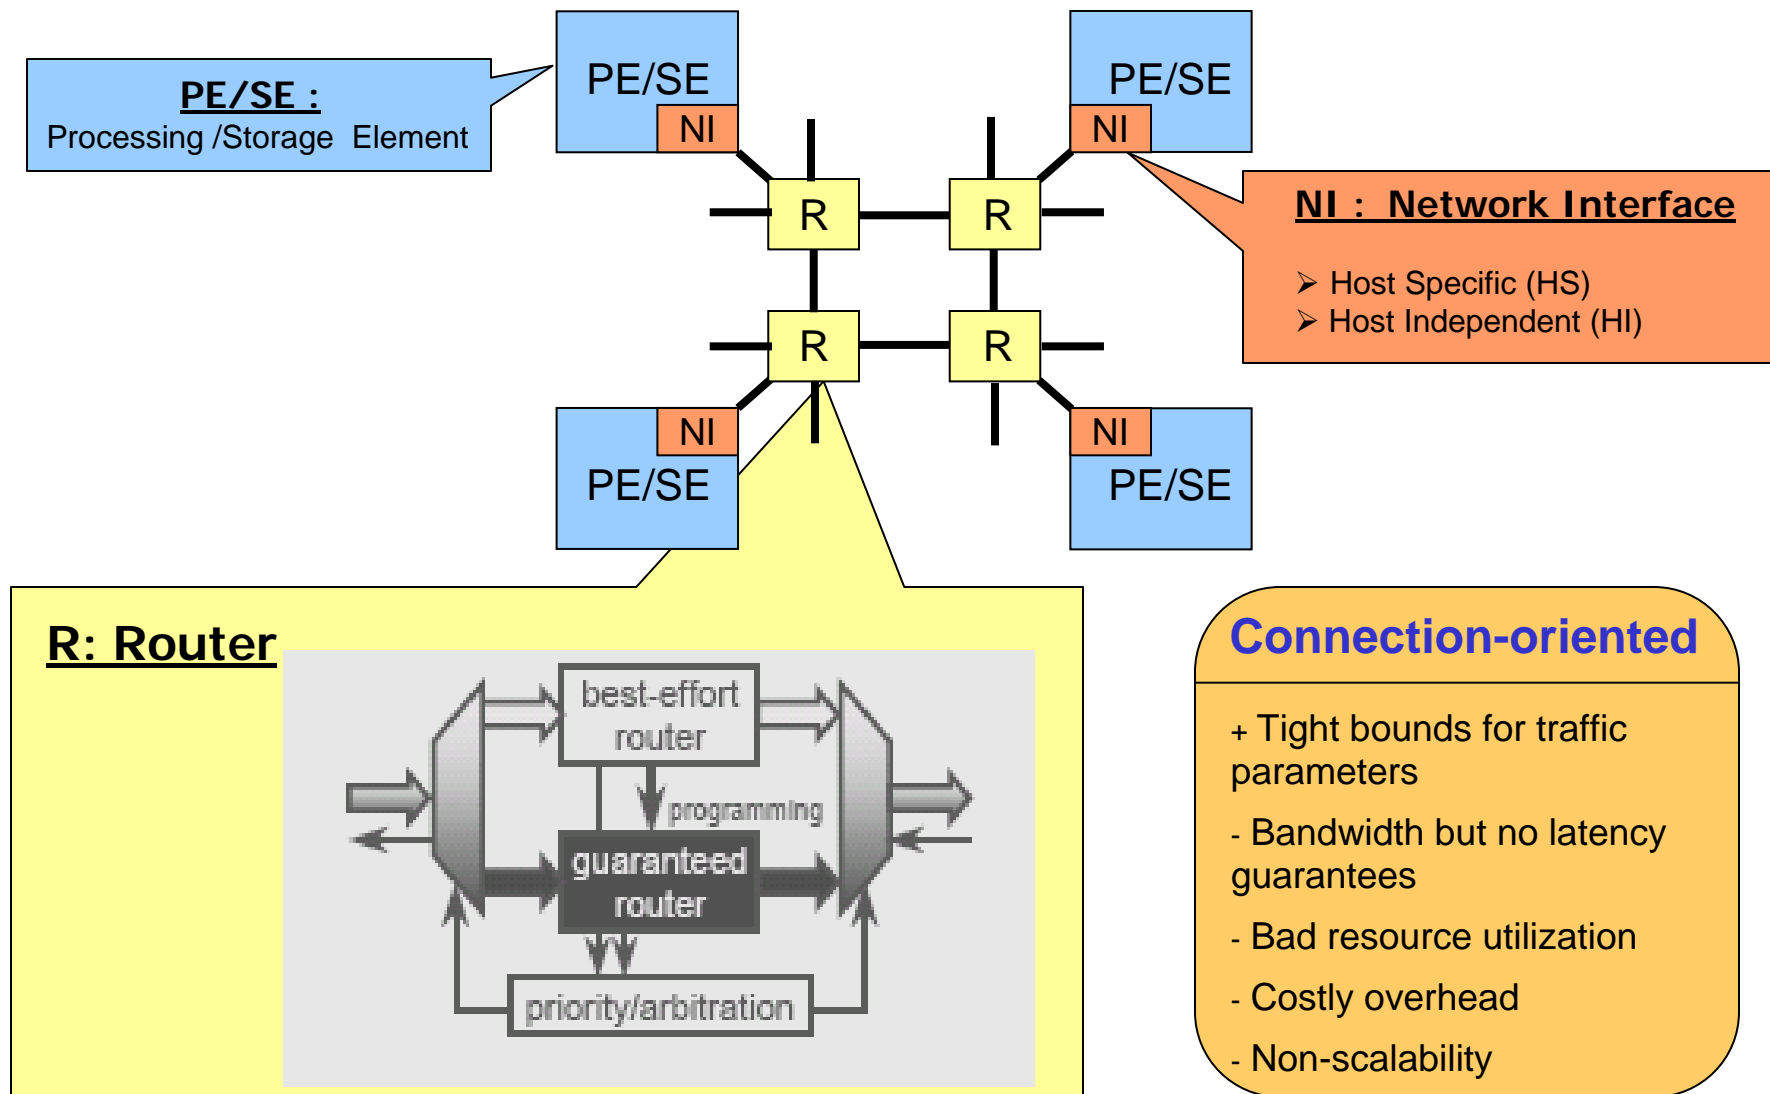 PE/SE
PE/SE
PE/SE :
Processing /Storage Element
NI
NI
R
R
NI : Network Interface
➢ Host Specific (HS)
➢ Host Independent (HI)
R
R
NI
NI
PE/SE
PE/SE
R: Router
best-effort
router
programming
guaranteed
router
priority/arbitration
Connection-oriented
+ Tight bounds for traffic
parameters
- Bandwidth but no latency
guarantees
- Bad resource utilization
- Costly overhead
- Non-scalability